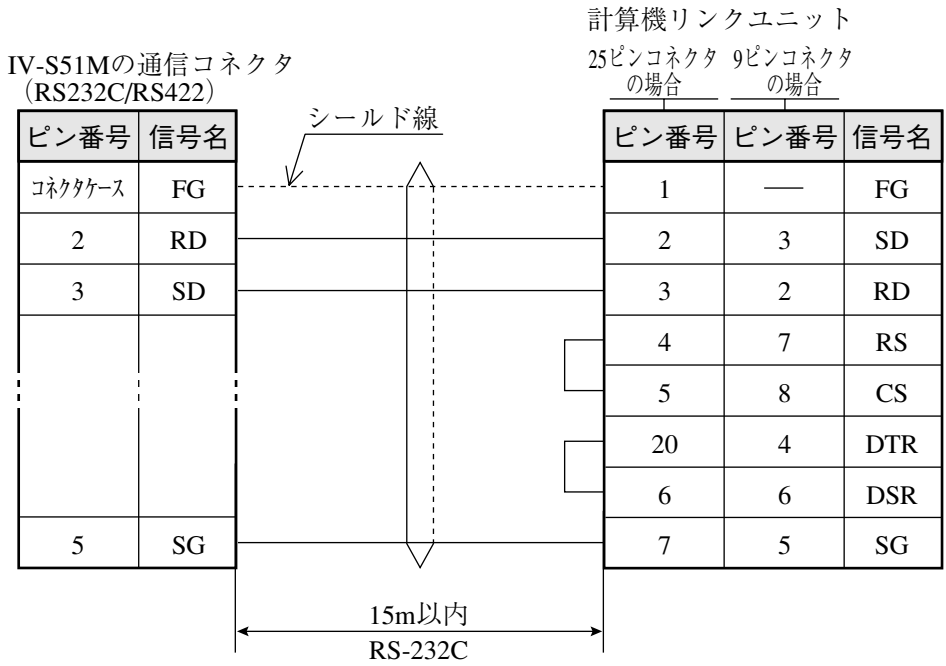 計算機リンクユニット
IV-S51Mの通信コネクタ
(RS232C/RS422)
25ピンコネクタの場合
9ピンコネクタの場合
シールド線
ピン番号 信号名 ピン番号 ピン番号 信号名
コネクタケース FG 1 — FG
2 RD 2 3 SD
3 SD 3 2 RD
4 7 RS
5 8 CS
20 4 DTR
6 6 DSR
5 SG 7 5 SG
15m以内
RS-232C